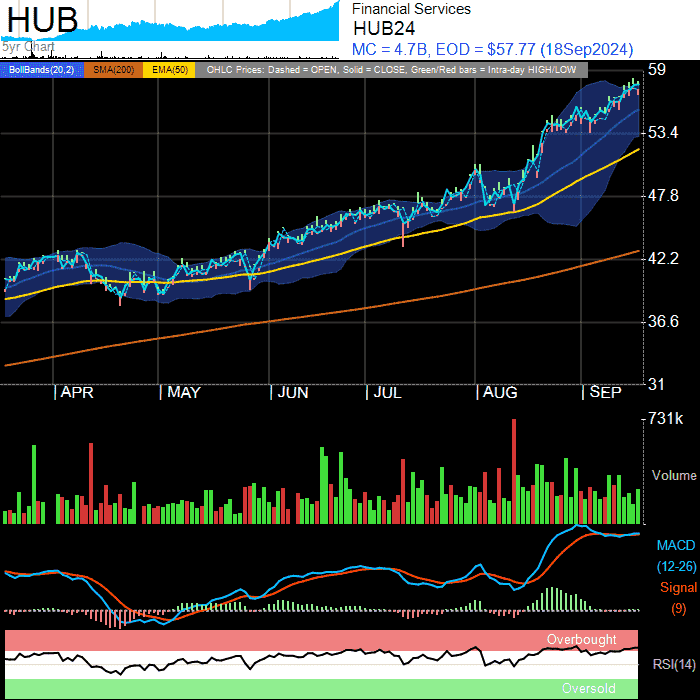 HUB
5yr Chart
Financial Services
HUB24
MC = 4.7B, EOD = $57.77 (18Sep2024)
BollBands(20,2) SMA(200) EMA(50) OHLC Prices: Dashed = OPEN, Solid = CLOSE, Green/Red bars = Intra-day HIGH/LOW
59
53.4
47.8
42.2
36.6
31
APR MAY JUN JUL AUG SEP
731k
Volume
MACD
(12-26)
Signal
(9)
Overbought
RSI(14)
Oversold